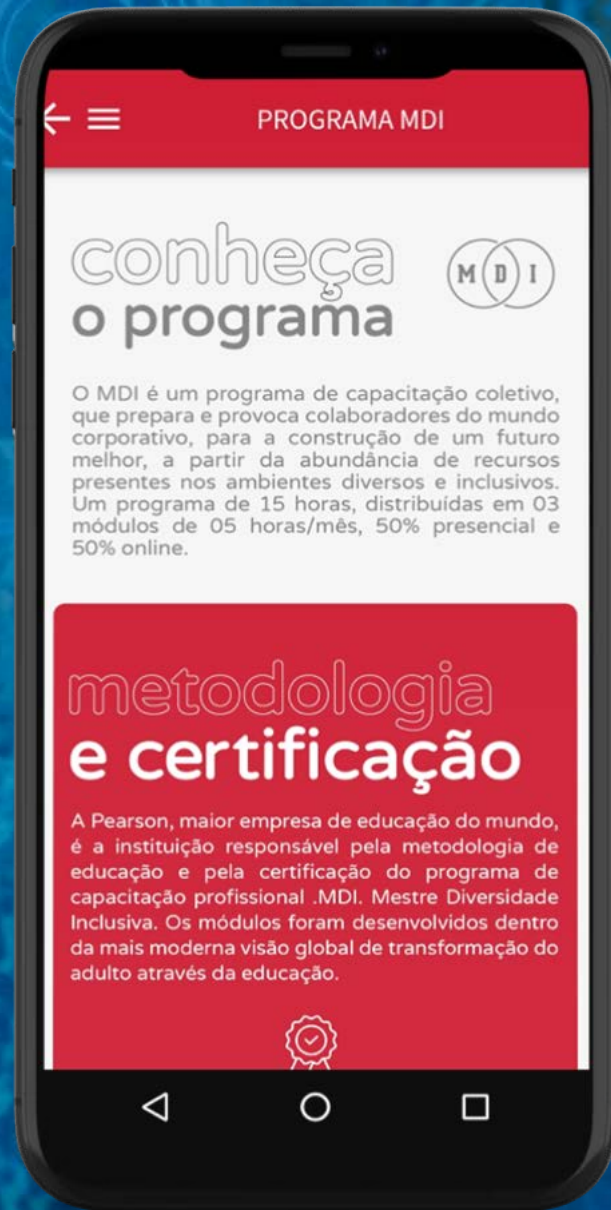 PROGRAMA MDI
conheça
o programa
M D I
O MDI é um programa de capacitação coletivo,
que prepara e provoca colaboradores do mundo
corporativo, para a construção de um futuro
melhor, a partir da abundância de recursos
presentes nos ambientes diversos e inclusivos.
Um programa de 15 horas, distribuídas em 03
módulos de 05 horas/mês, 50% presencial e
50% online.
metodologia
e certificação
A Pearson, maior empresa de educação do mundo,
é a instituição responsável pela metodologia de
educação e pela certificação do programa de
capacitação profissional .MDI. Mestre Diversidade
Inclusiva. Os módulos foram desenvolvidos dentro
da mais moderna visão global de transformação do
adulto através da educação.